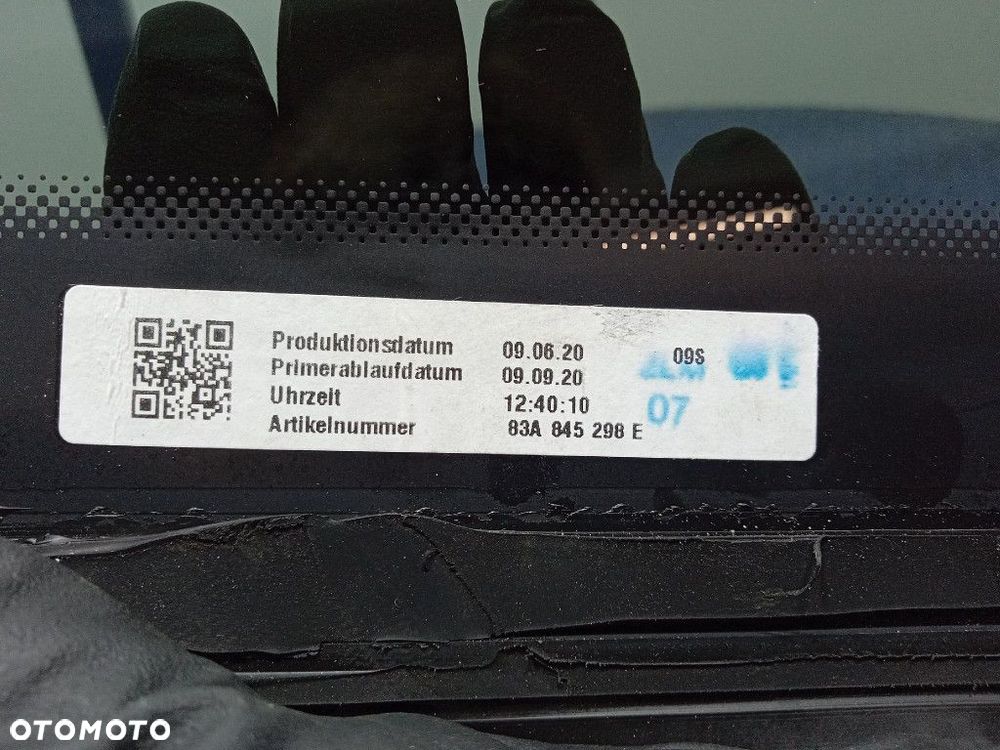 Produktionsdatum 09.06.20 09S
Primerablaufdatum 09.09.20
Uhrzeit 12:40:10 07
Artikelnummer 83A 845 298 E
OTOMOTO